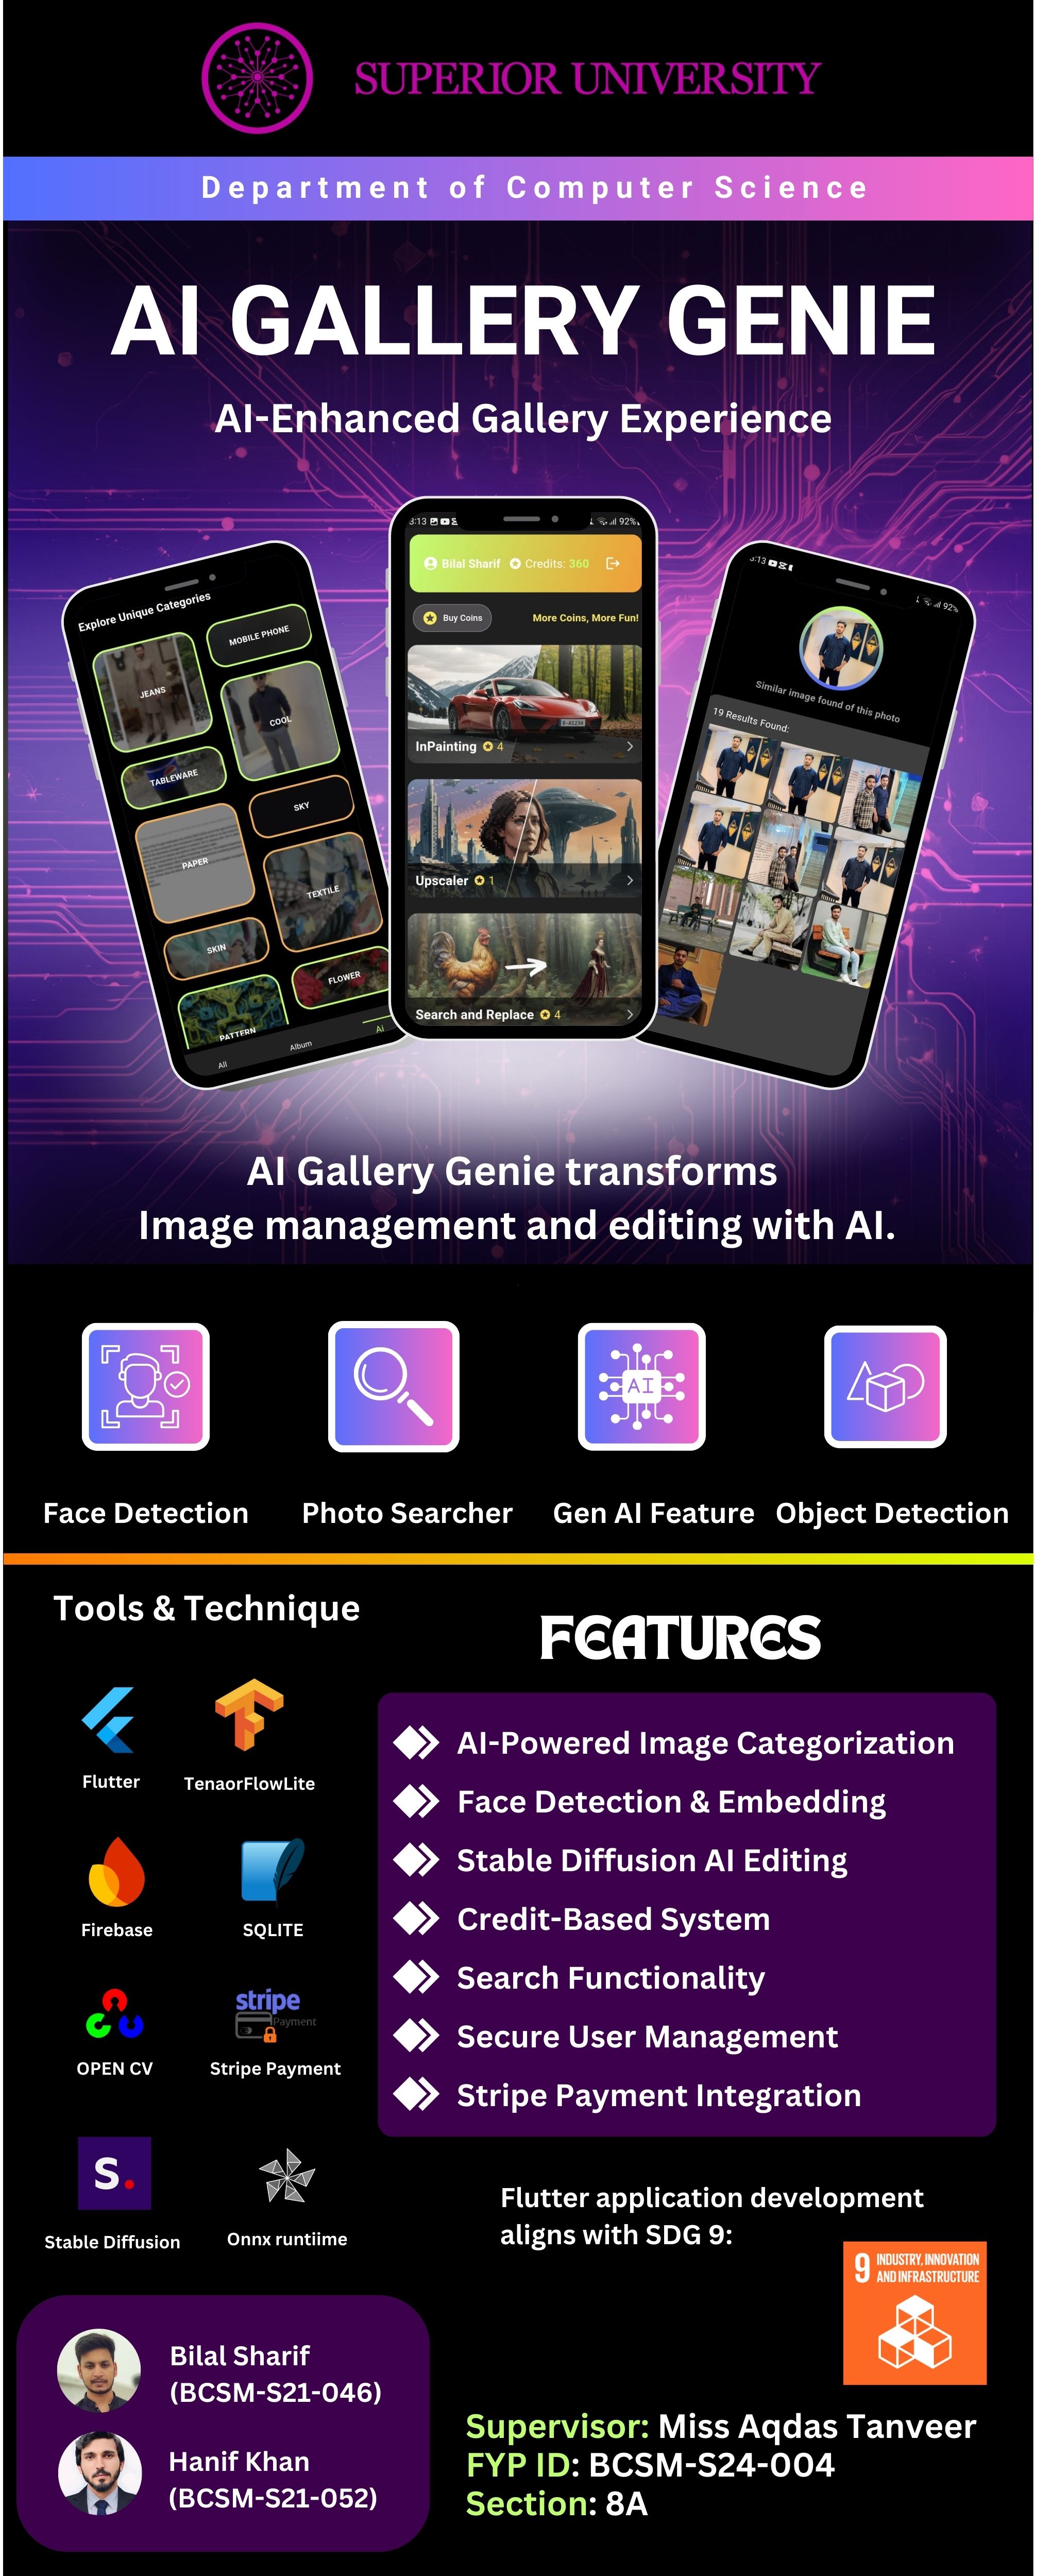 SUPERIOR UNIVERSITY
Department of Computer Science
AI GALLERY GENIE
AI-Enhanced Gallery Experience
Explore Unique Categories
JEANS
MOBILE PHONE
COOL
TABLEWARE
SKY
PAPER
TEXTILE
SKIN
FLOWER
PATTERN
All
Album
Ai
3:13
92%
Bilal Sharif
Credits: 360
Buy Coins
More Coins, More Fun!
InPainting 4
Upscaler 1
Search and Replace 4
3:13
92%
Similar image found of this photo
19 Results Found:
AI Gallery Genie transforms
Image management and editing with AI.
AI
Face Detection
Photo Searcher
Gen AI Feature
Object Detection
Tools & Technique
Flutter
TenaorFlowLite
Firebase
SQLITE
OPEN CV
stripe
Payment
Stripe Payment
S.
Stable Diffusion
Onnx runtiime
FEATURES
AI-Powered Image Categorization
Face Detection & Embedding
Stable Diffusion AI Editing
Credit-Based System
Search Functionality
Secure User Management
Stripe Payment Integration
Flutter application development
aligns with SDG 9:
9 INDUSTRY, INNOVATION
AND INFRASTRUCTURE
Bilal Sharif
(BCSM-S21-046)
Hanif Khan
(BCSM-S21-052)
Supervisor: Miss Aqdas Tanveer
FYP ID: BCSM-S24-004
Section: 8A